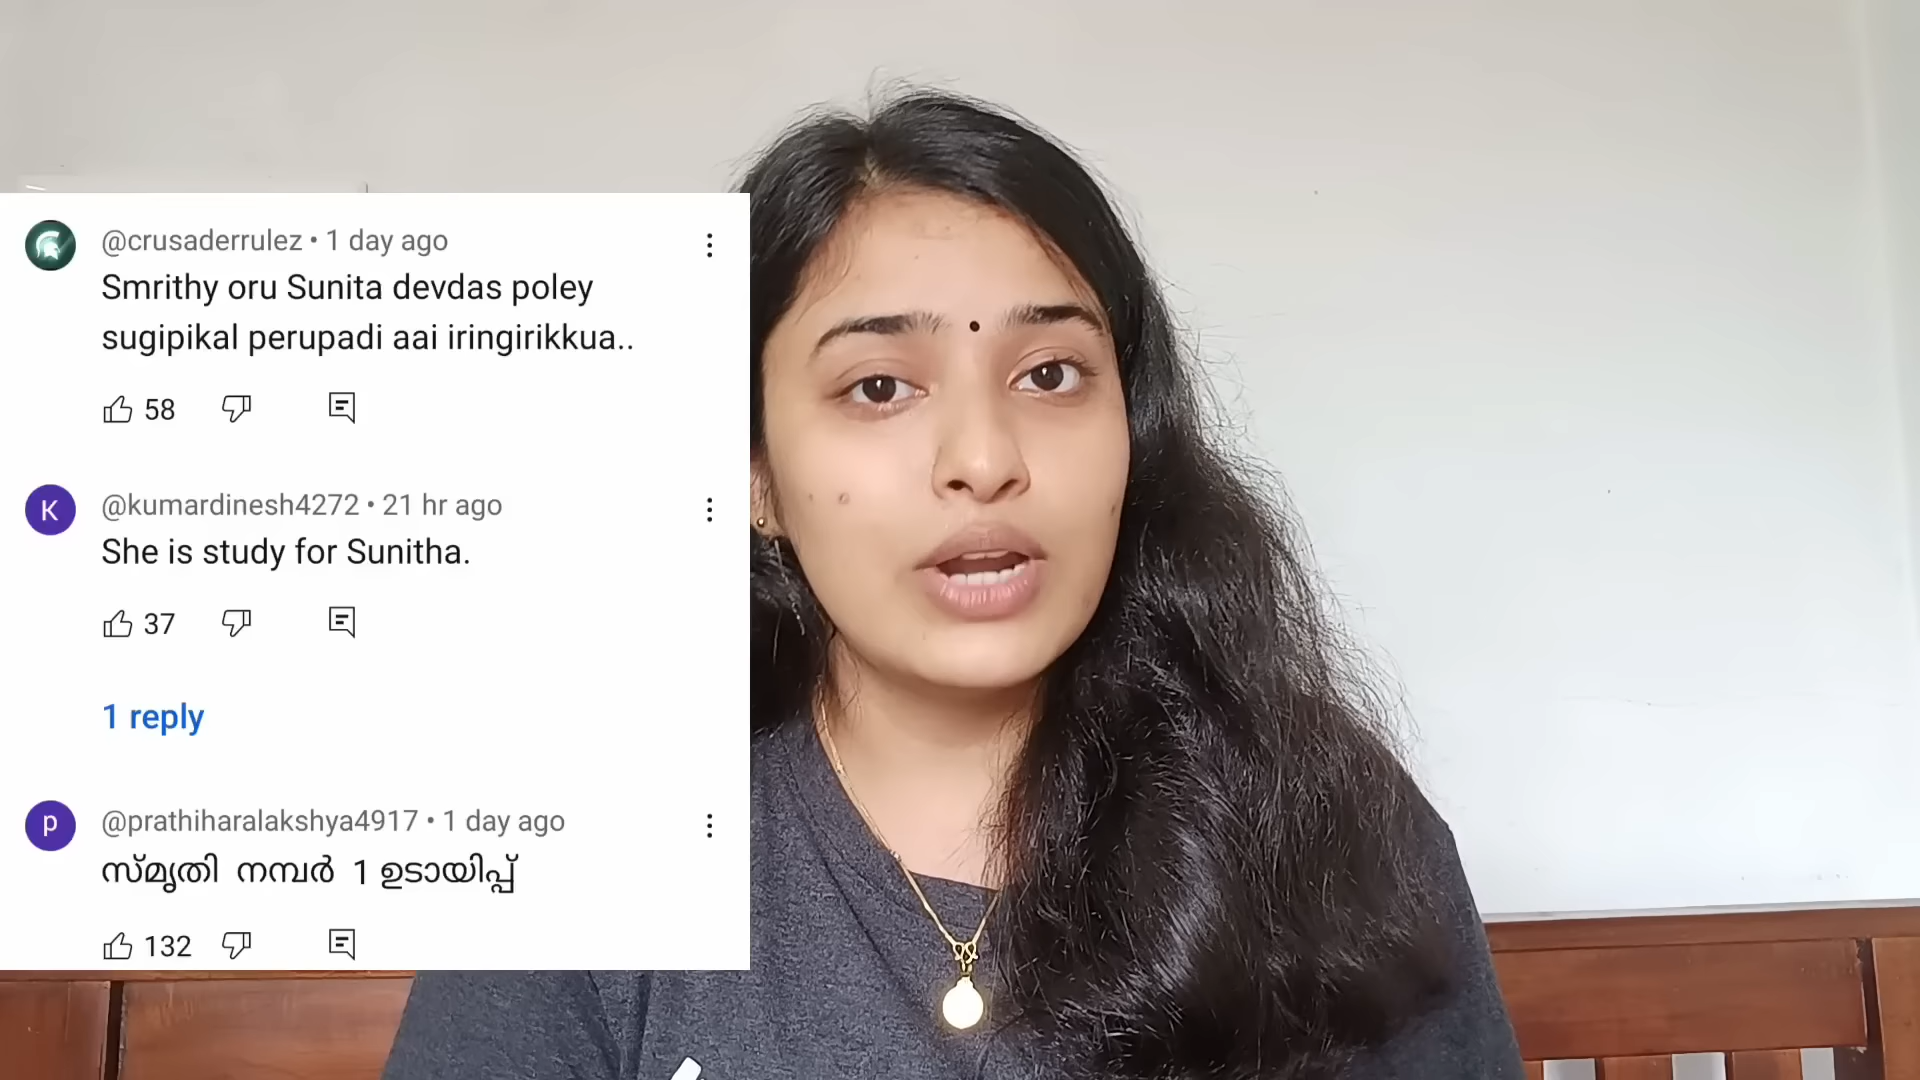 @crusaderrulez • 1 day ago
Smrithy oru Sunita devdas poley
sugipikal perupadi aai iringirikkua..
58
K
@kumardinesh4272 • 21 hr ago
She is study for Sunitha.
37
1 reply
p
@prathiharalakshya4917 • 1 day ago
സ്മൃതി നമ്പർ 1 ഉടായിപ്പ്
132